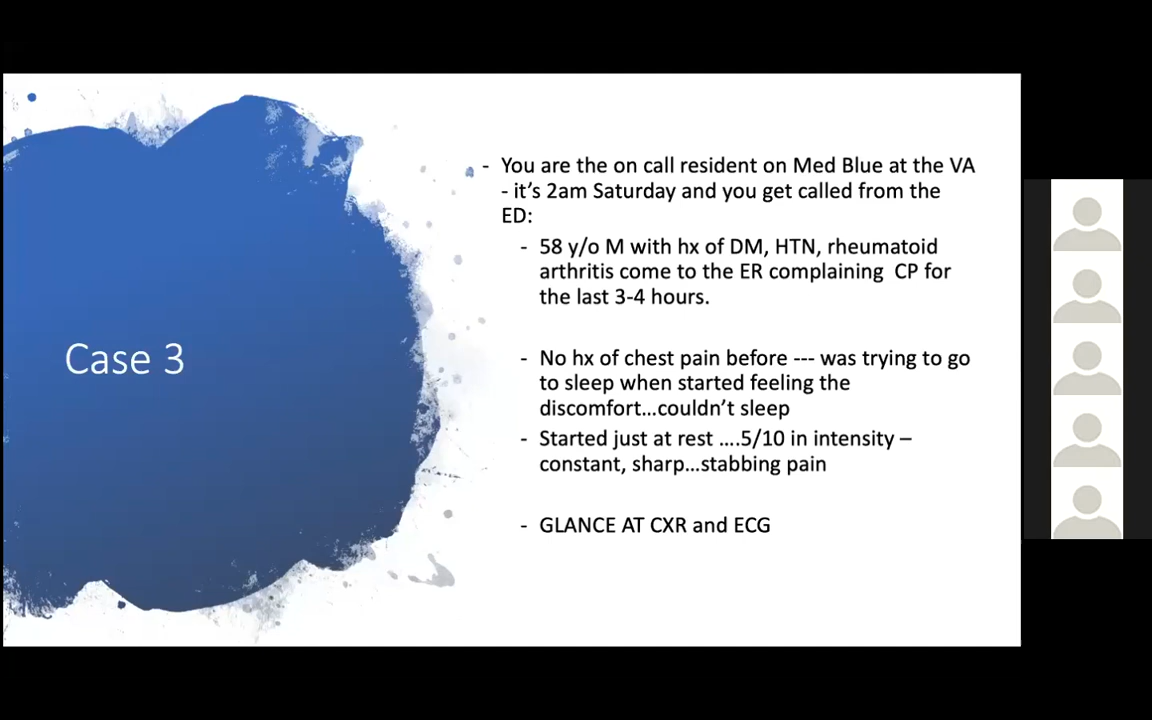 Case 3
- You are the on call resident on Med Blue at the VA
- it's 2am Saturday and you get called from the
ED:
- 58 y/o M with hx of DM, HTN, rheumatoid
arthritis come to the ER complaining  CP for
the last 3-4 hours.
- No hx of chest pain before --- was trying to go
to sleep when started feeling the
discomfort...couldn't sleep
- Started just at rest ....5/10 in intensity –
constant, sharp...stabbing pain
- GLANCE AT CXR and ECG